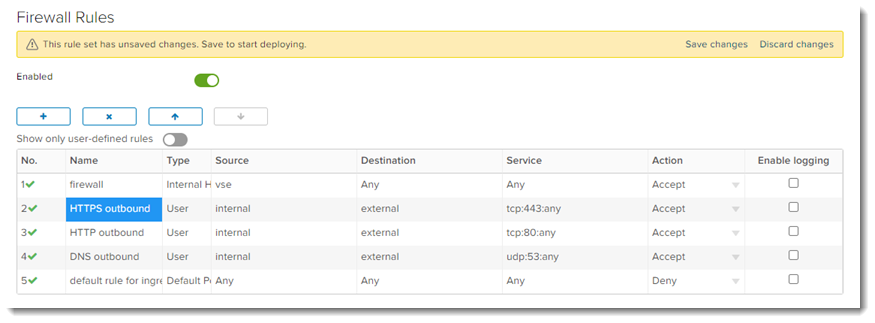 Firewall Rules
This rule set has unsaved changes. Save to start deploying. Save changes Discard changes
Enabled
Show only user-defined rules
No. Name Type Source Destination Service Action Enable logging
1 firewall Internal H vse Any Any Accept
2 HTTPS outbound User internal external tcp:443:any Accept
3 HTTP outbound User internal external tcp:80:any Accept
4 DNS outbound User internal external udp:53:any Accept
5 default rule for ingre Default Po Any Any Any Deny